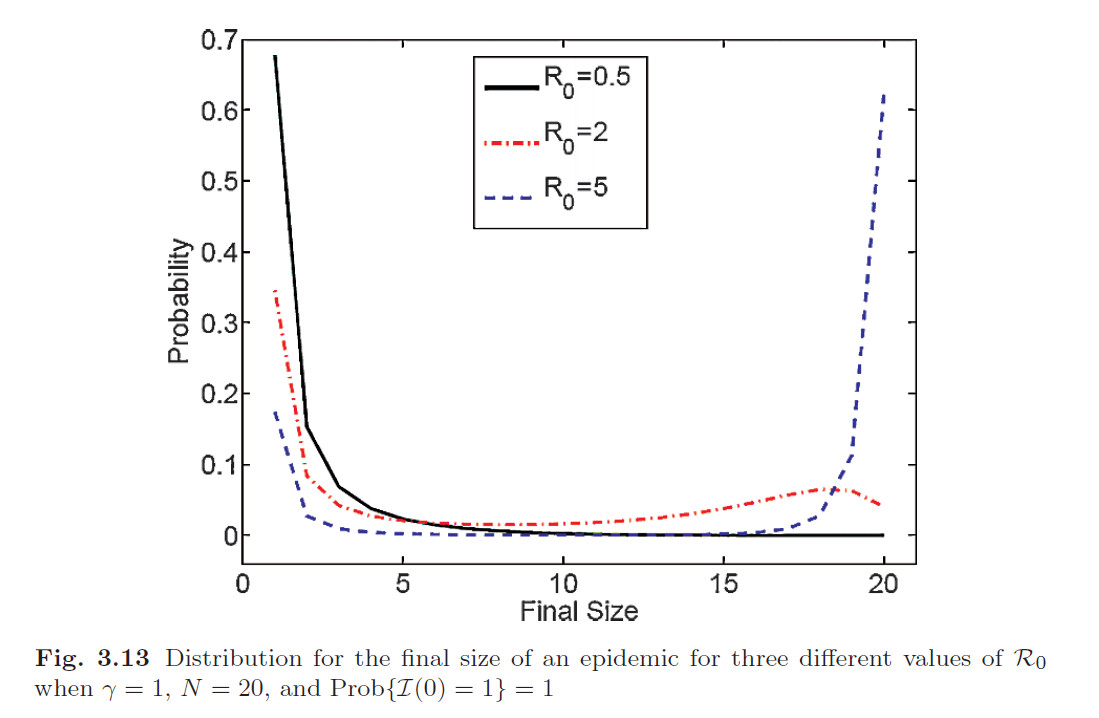 0.7
0.6
0.5
0.4
0.3
0.2
0.1
0
Probability
R0=0.5
R0=2
R0=5
0 5 10 15 20
Final Size
Fig. 3.13 Distribution for the final size of an epidemic for three different values of ℛ0
when γ = 1, N = 20, and Prob{ℐ(0) = 1} = 1